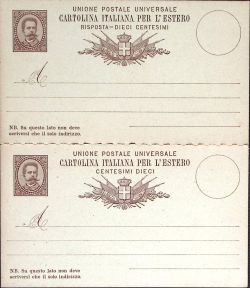 UNIONE POSTALE UNIVERSALE
CARTOLINA ITALIANA PER L'ESTERO
RISPOSTA - DIECI CENTESIMI
A
NB. Su questo lato non deve
scriversi che il solo indirizzo.
UNIONE POSTALE UNIVERSALE
CARTOLINA ITALIANA PER L'ESTERO
CENTESIMI DIECI
A
NB. Su questo lato non deve
scriversi che il solo indirizzo.